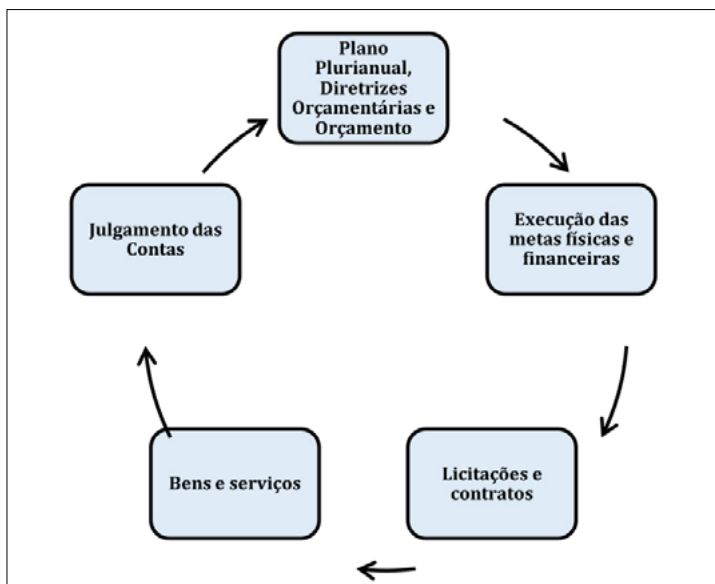 Plano
Plurianual,
Diretrizes
Orçamentárias e
Orçamento
Execução das
metas físicas e
financeiras
Licitações e
contratos
Bens e serviços
Julgamento das
Contas